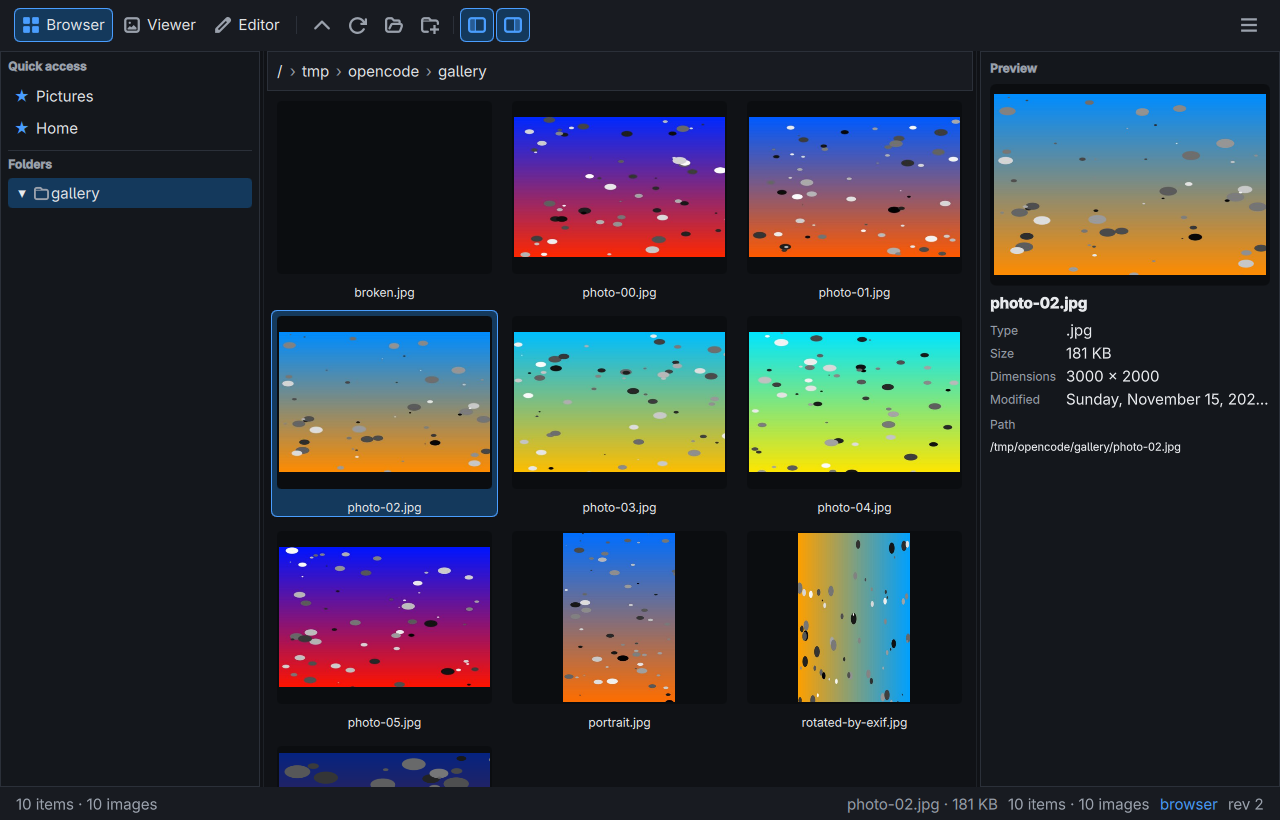 Browser Viewer Editor
Quick access
Pictures
Home
Folders
gallery
/ › tmp › opencode › gallery
broken.jpg
photo-00.jpg
photo-01.jpg
photo-02.jpg
photo-03.jpg
photo-04.jpg
photo-05.jpg
portrait.jpg
rotated-by-exif.jpg
Preview
photo-02.jpg
Type .jpg
Size 181 KB
Dimensions 3000 × 2000
Modified Sunday, November 15, 202...
Path
/tmp/opencode/gallery/photo-02.jpg
10 items · 10 images
photo-02.jpg · 181 KB 10 items · 10 images browser rev 2